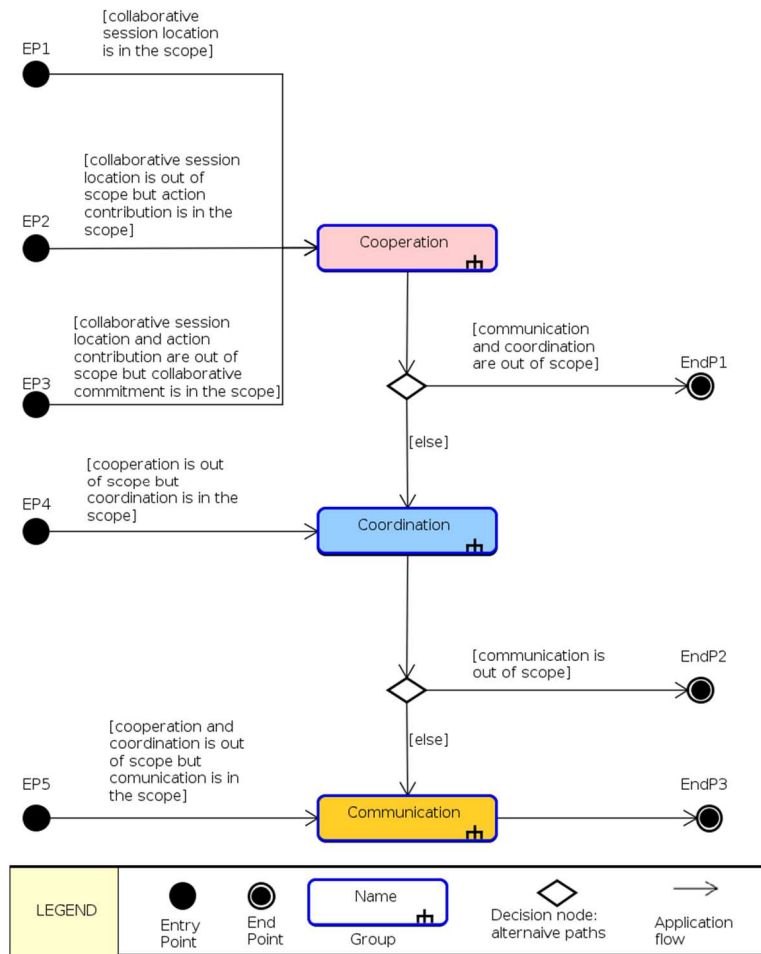 [collaborative
session location
is in the scope]
EP1
[collaborative session
location is out of
scope but action
contribution is in the
scope]
EP2
Cooperation
[collaborative session
location and action
contribution are out of
scope but collaborative
commitment is in the scope]
EP3
[communication
and coordination
are out of scope]
EndP1
[else]
[cooperation is out
of scope but
coordination is in the
scope]
EP4
Coordination
[communication is
out of scope]
EndP2
[else]
[cooperation and
coordination is out
of scope but
comunication is in
the scope]
EP5
Communication
EndP3
LEGEND
Entry
Point
End
Point
Name
Group
Decision node:
alternaive paths
Application
flow